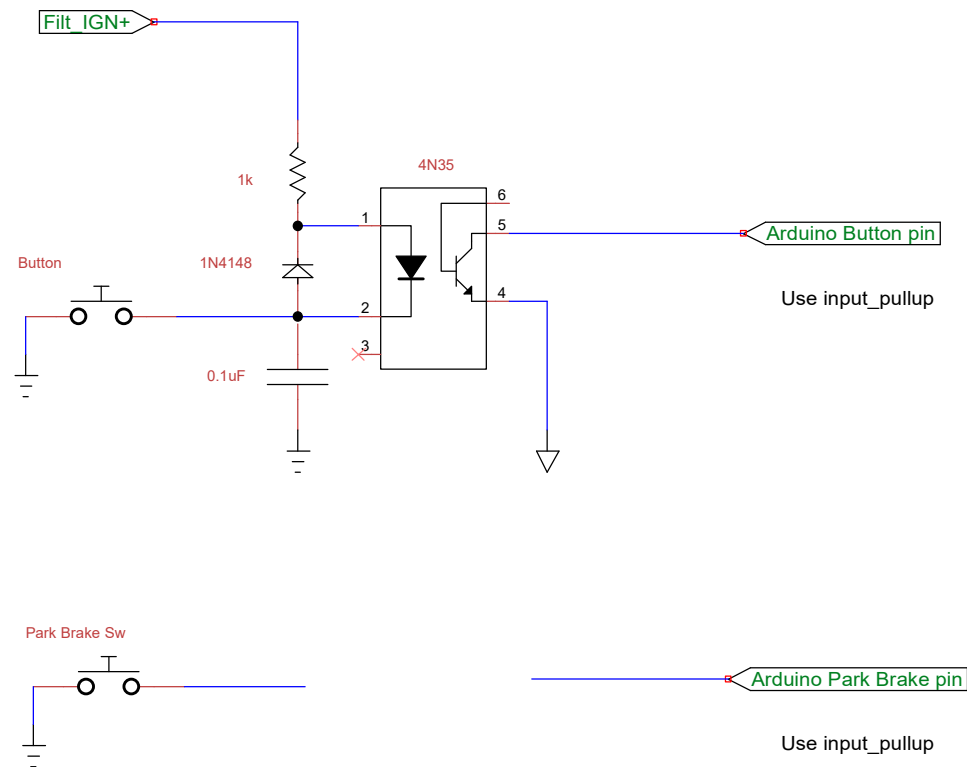 Filt_IGN+
4N35
1k
1
6
5
Arduino Button pin
Button
1N4148
Use input_pullup
2
4
3
0.1uF
Park Brake Sw
Arduino Park Brake pin
Use input_pullup